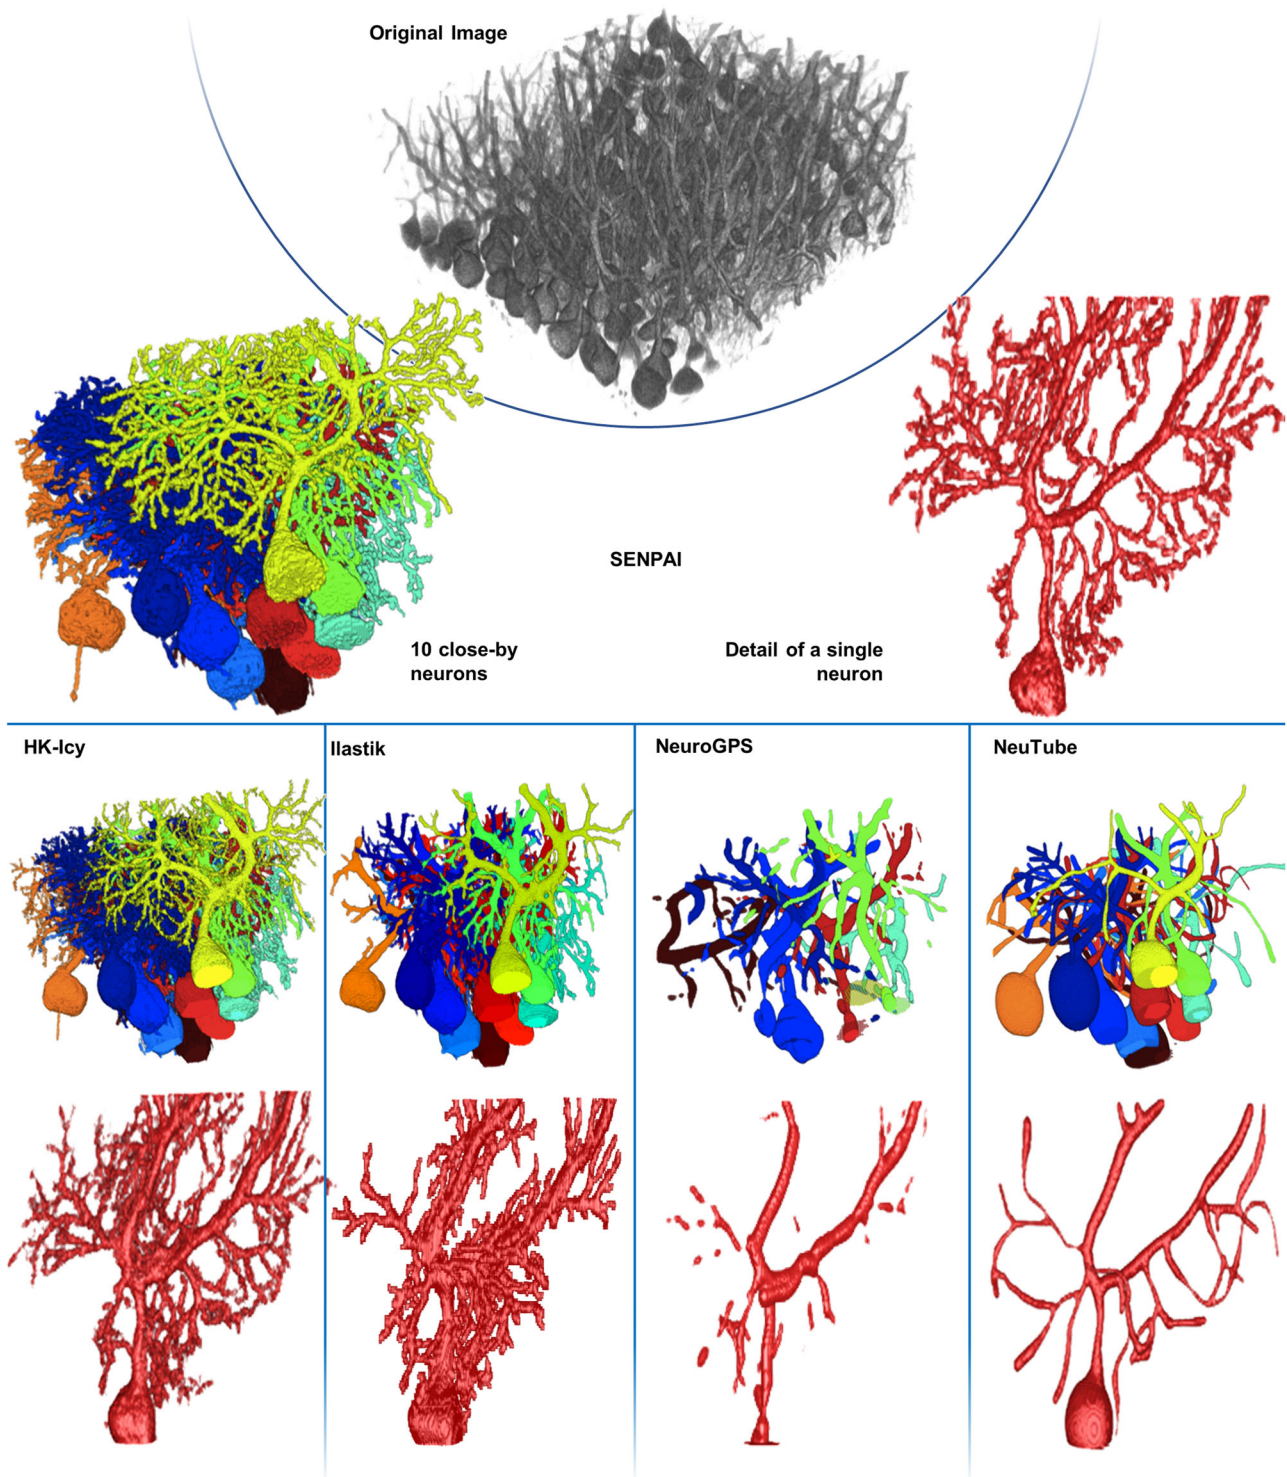 Original Image
SENPAI
10 close-by
neurons
Detail of a single
neuron
HK-Icy
Ilastik
NeuroGPS
NeuTube